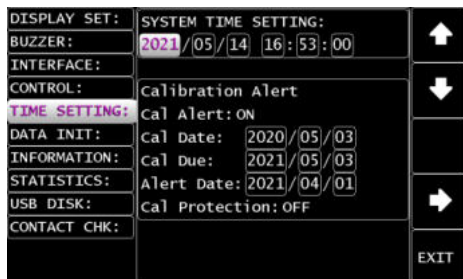 DISPLAY SET:
BUZZER:
INTERFACE:
CONTROL:
TIME SETTING:
DATA INIT:
INFORMATION:
STATISTICS:
USB DISK:
CONTACT CHK:
SYSTEM TIME SETTING:
2021/05/14 16:53:00
Calibration Alert
Cal Alert:ON
Cal Date: 2020/05/03
Cal Due: 2021/05/03
Alert Date:2021/04/01
Cal Protection:OFF
EXIT